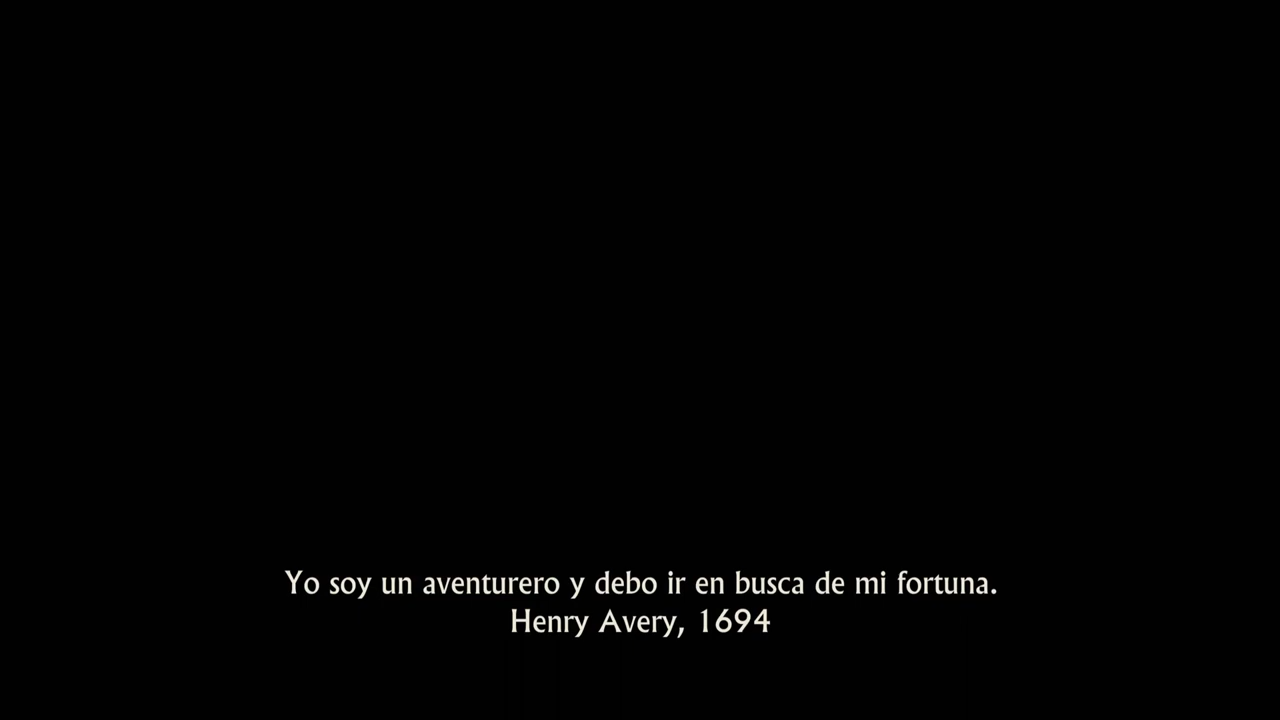 Yo soy un aventurero y debo ir en busca de mi fortuna.
Henry Avery, 1694